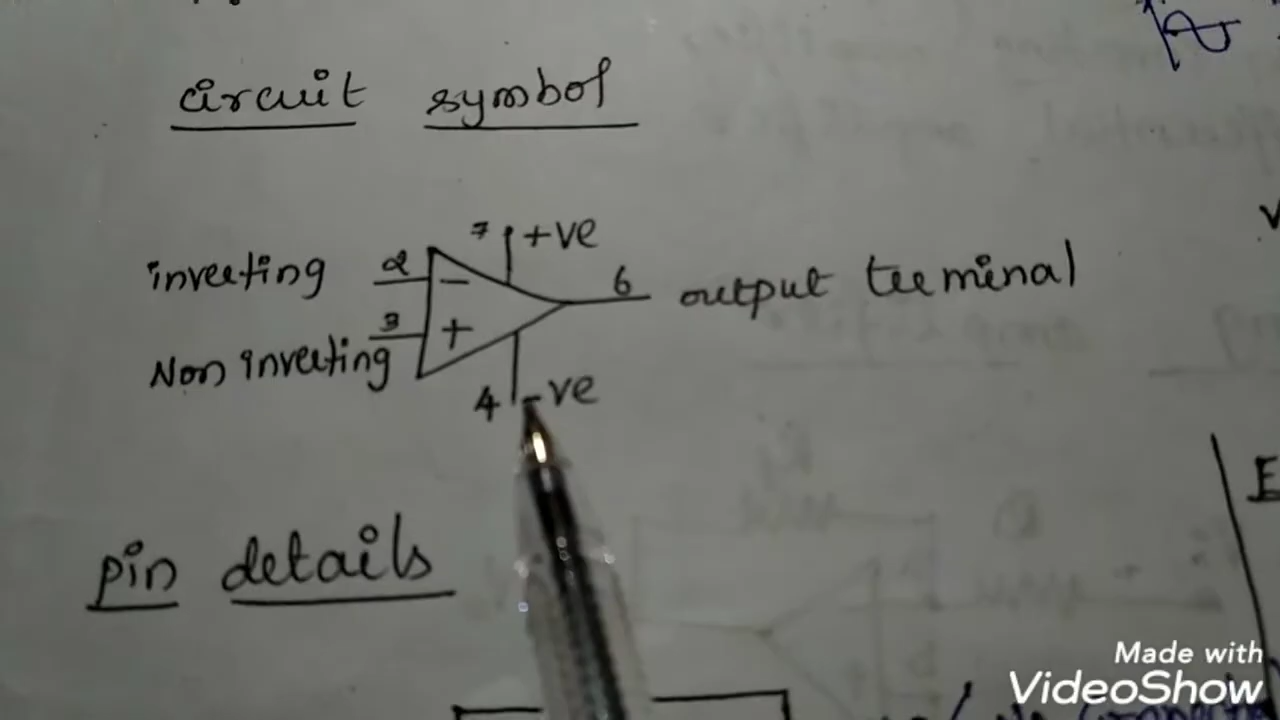 circuit symbol
7 +ve
inverting 2 − 6 output terminal
3 +
Non inverting
4 -ve
pin details
E
Made with
VideoShow